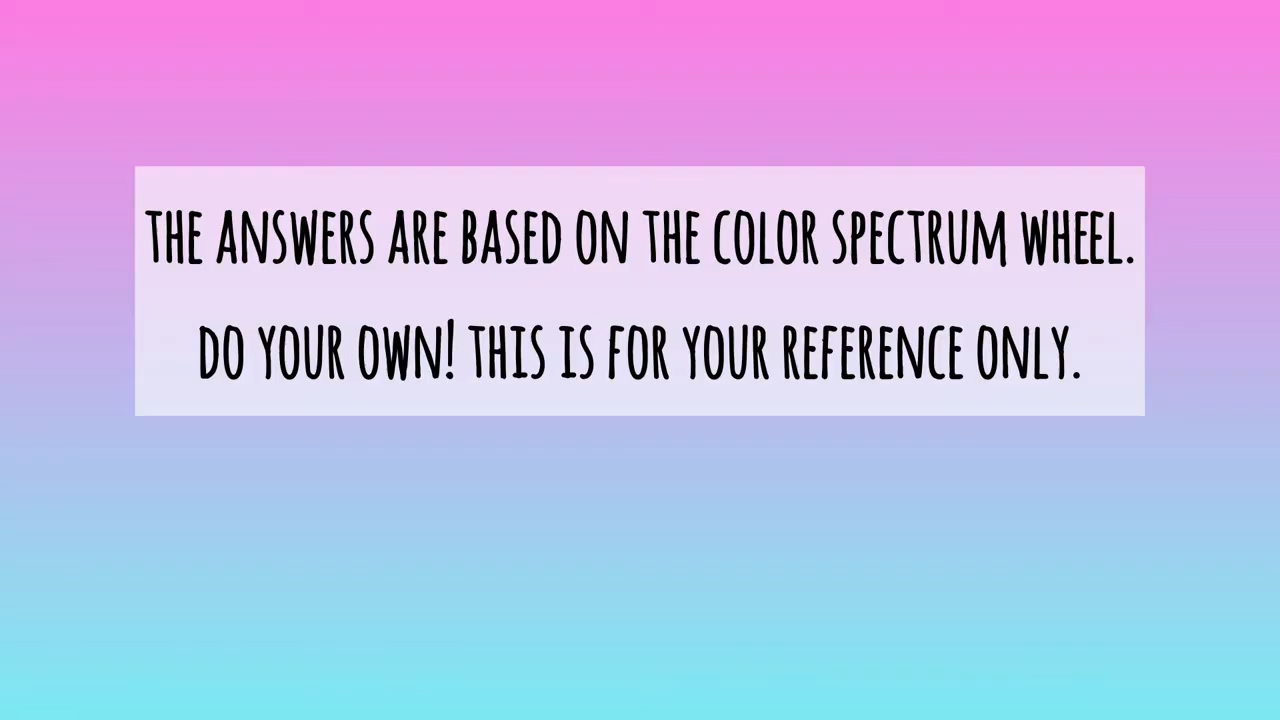 THE ANSWERS ARE BASED ON THE COLOR SPECTRUM WHEEL.
DO YOUR OWN! THIS IS FOR YOUR REFERENCE ONLY.